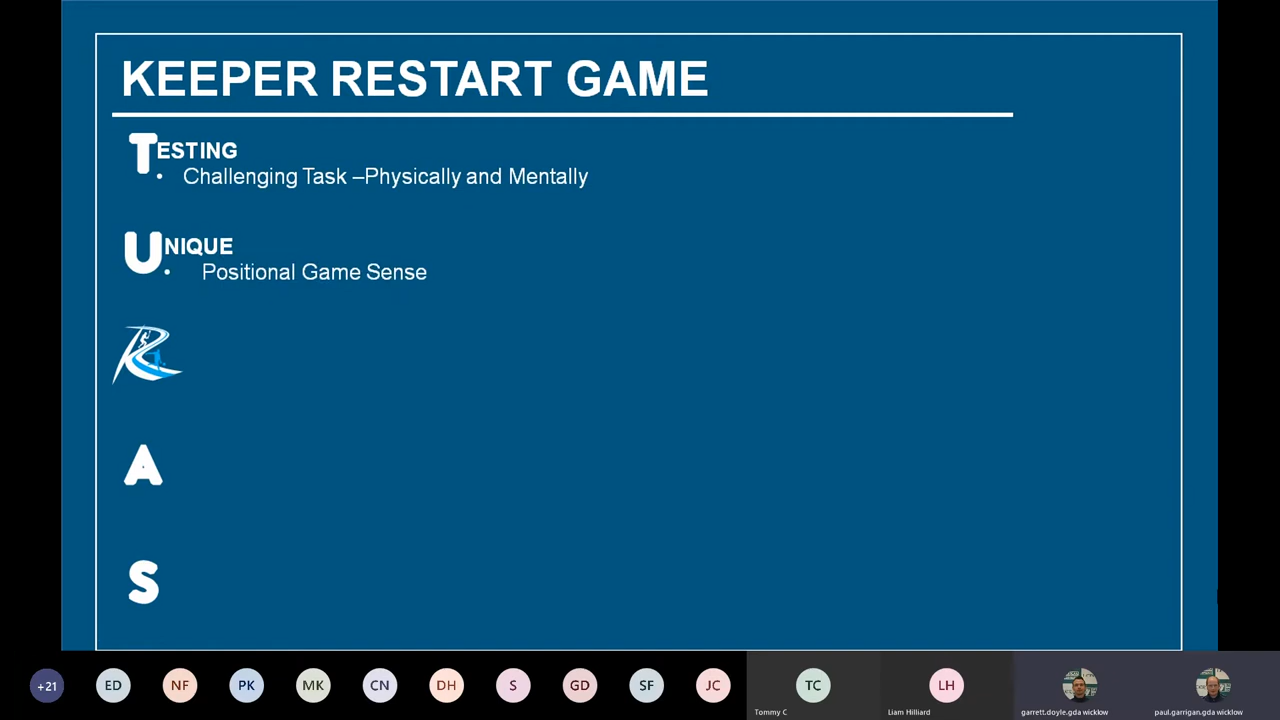 KEEPER RESTART GAME
TESTING
• Challenging Task –Physically and Mentally
UNIQUE
• Positional Game Sense
R
A
S
+21 ED NF PK MK CN DH S GD SF JC TC LH
Tommy C Liam Hilliard garrett.doyle.gda wicklow paul.garrigan.gda wicklow